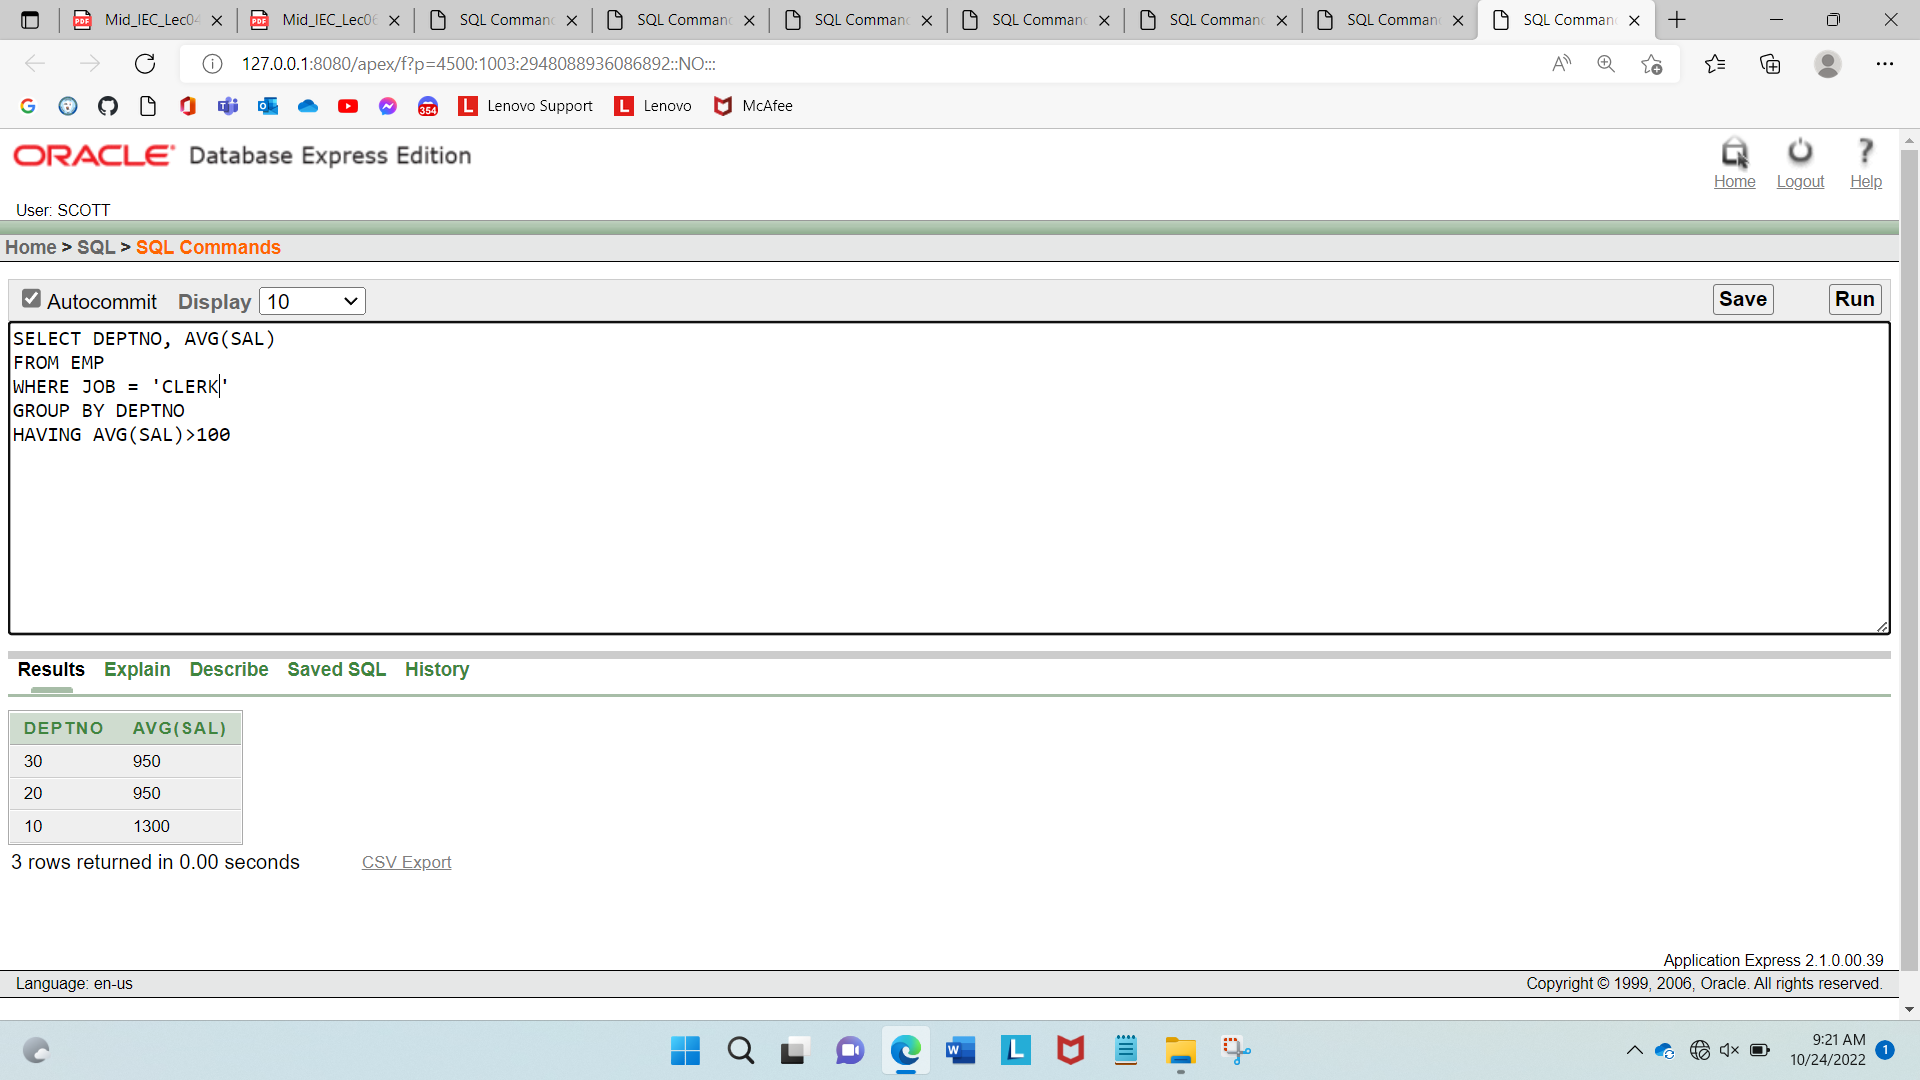 Mid_IEC_Lec04
Mid_IEC_Lec06
SQL Comman
SQL Comman
SQL Comman
SQL Comman
SQL Comman
SQL Comman
SQL Comman
127.0.0.1:8080/apex/f?p=4500:1003:2948088936086892::NO:::
354
L Lenovo Support
L Lenovo
McAfee
ORACLE Database Express Edition
Home Logout Help
User: SCOTT
Home > SQL > SQL Commands
Autocommit Display 10 Save Run
SELECT DEPTNO, AVG(SAL)
FROM EMP
WHERE JOB = 'CLERK'
GROUP BY DEPTNO
HAVING AVG(SAL)>100
Results Explain Describe Saved SQL History
DEPTNO AVG(SAL)
30 950
20 950
10 1300
3 rows returned in 0.00 seconds CSV Export
Application Express 2.1.0.00.39
Language: en-us Copyright © 1999, 2006, Oracle. All rights reserved.
9:21 AM
10/24/2022
1